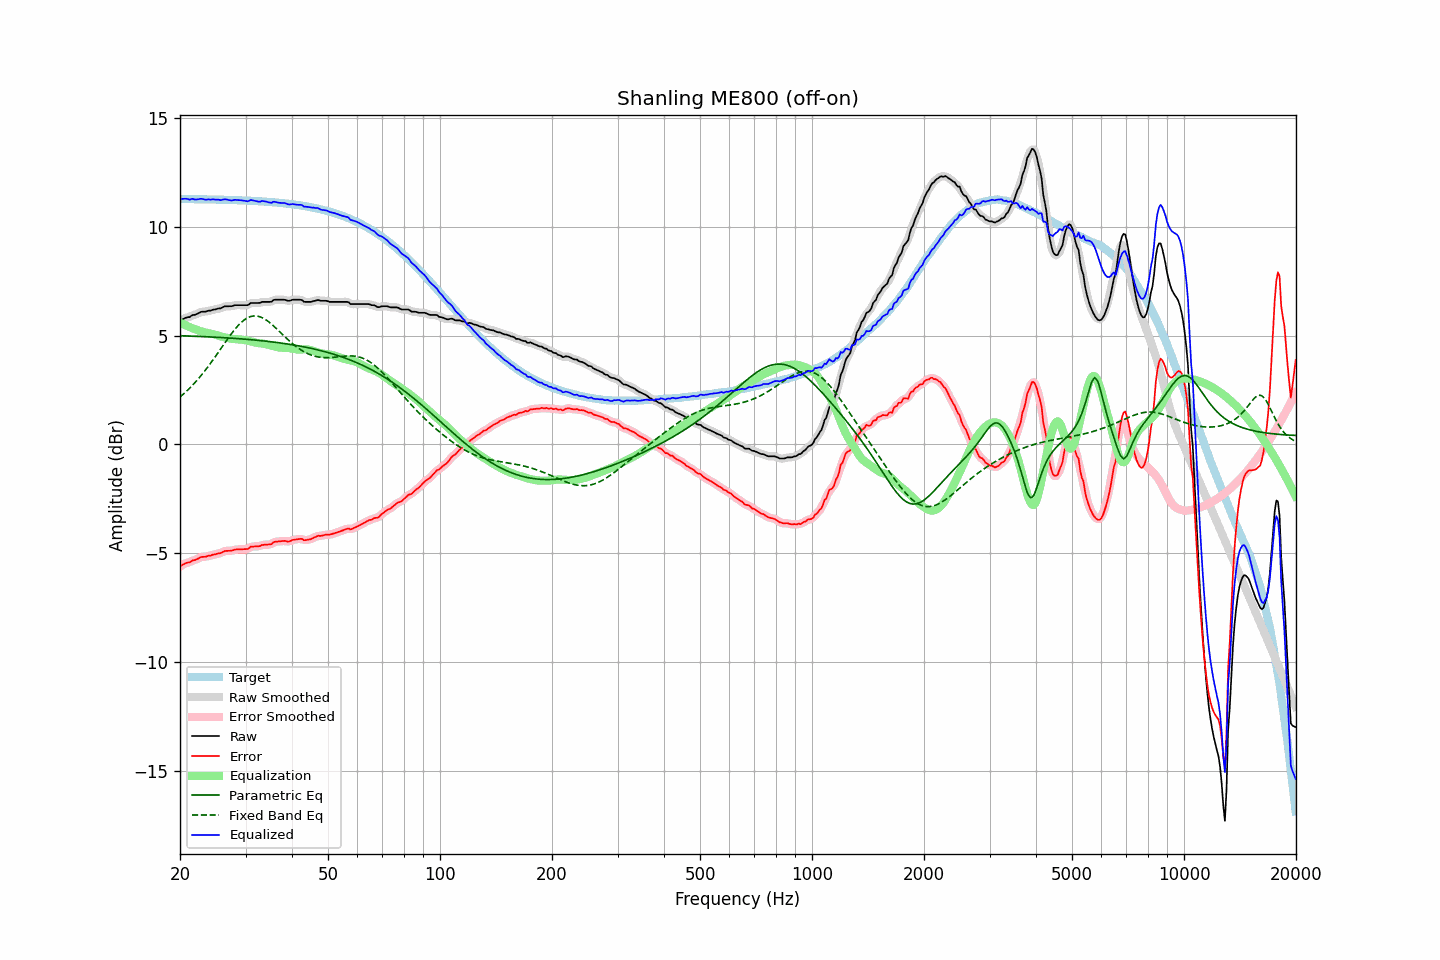 Shanling ME800 (off-on)
Amplitude (dBr)
15
10
5
0
−5
−10
−15
Target
Raw Smoothed
Error Smoothed
Raw
Error
Equalization
Parametric Eq
Fixed Band Eq
Equalized
20 50 100 200 500 1000 2000 5000 10000 20000
Frequency (Hz)